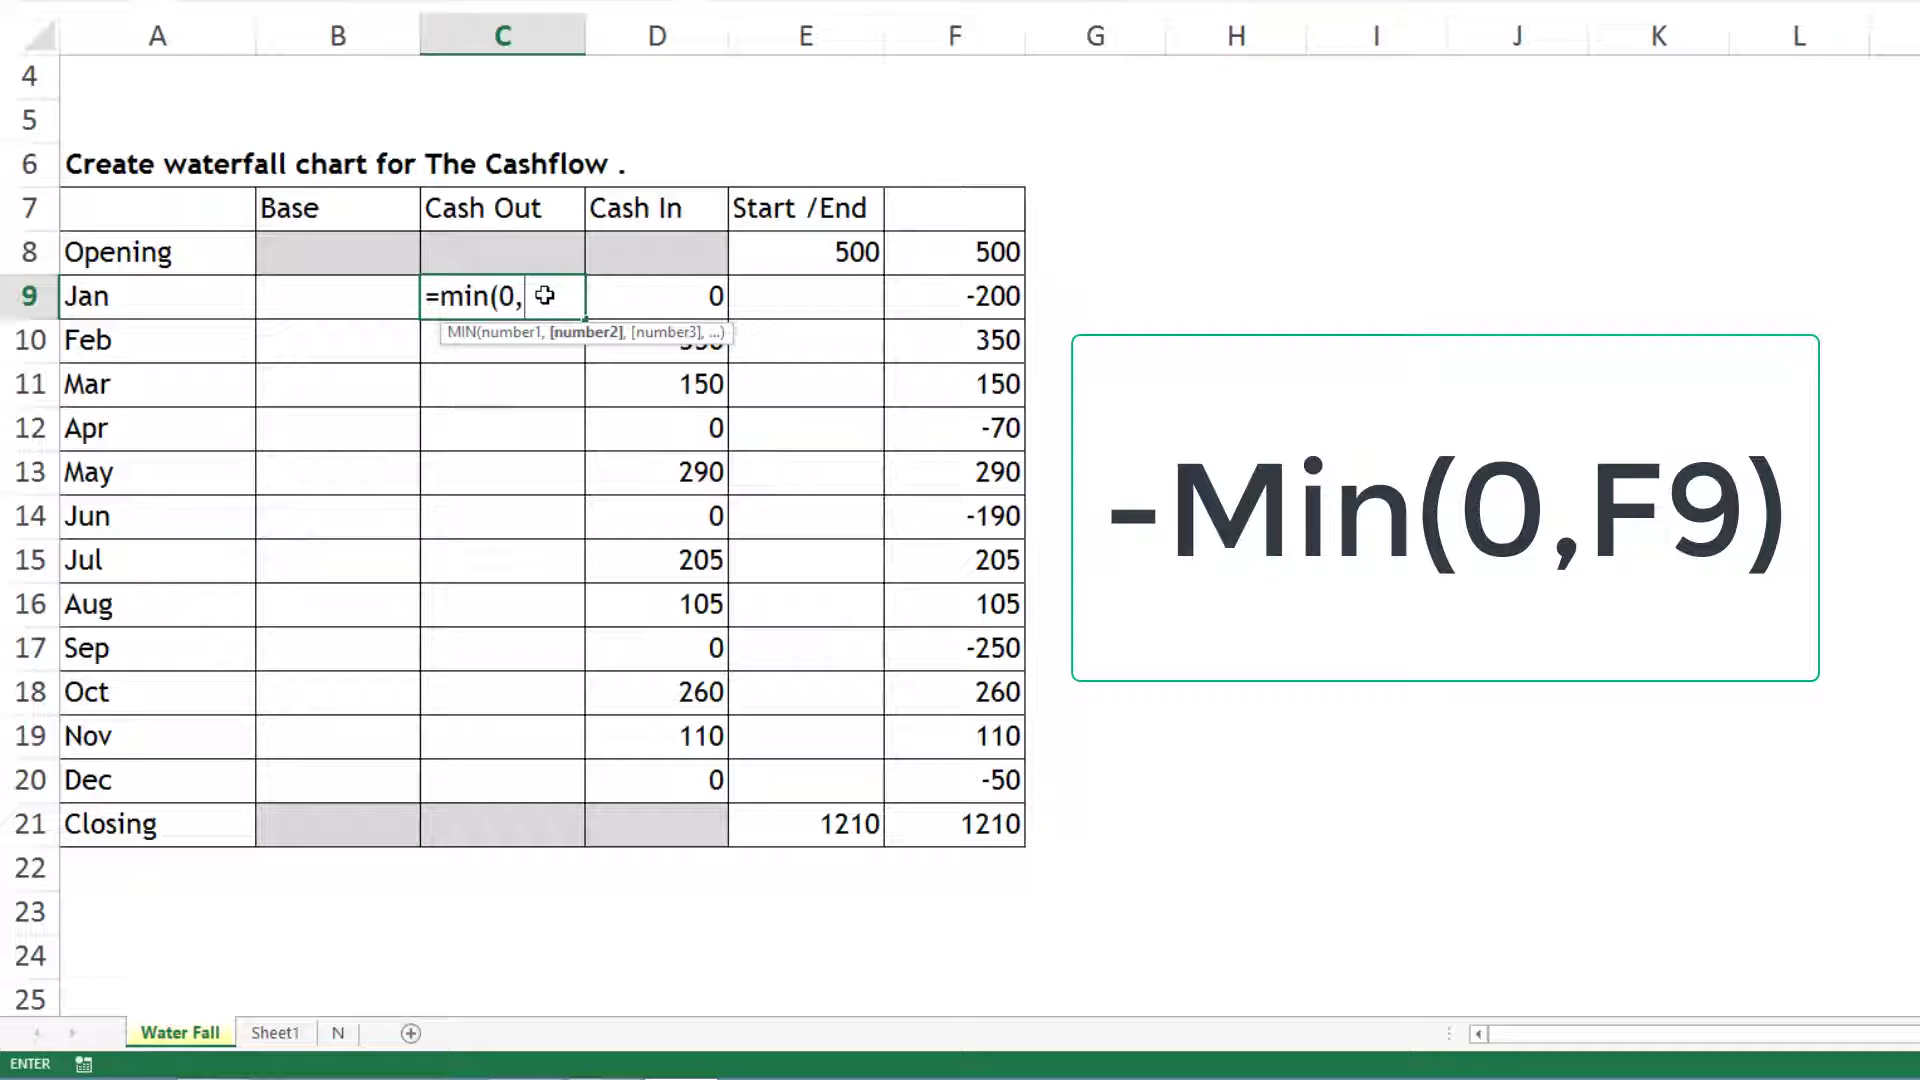 A B C D E F G H I J K L
4
5
6 Create waterfall chart for The Cashflow .
7 Base Cash Out Cash In Start /End
8 Opening 500 500
9 Jan =min(0, 0 -200
MIN(number1, [number2], [number3], ...)
10 Feb 350
11 Mar 150 150
12 Apr 0 -70
13 May 290 290
14 Jun 0 -190
15 Jul 205 205
16 Aug 105 105
17 Sep 0 -250
18 Oct 260 260
19 Nov 110 110
20 Dec 0 -50
21 Closing 1210 1210
22
23
24
25
-Min(0,F9)
Water Fall Sheet1 N
ENTER